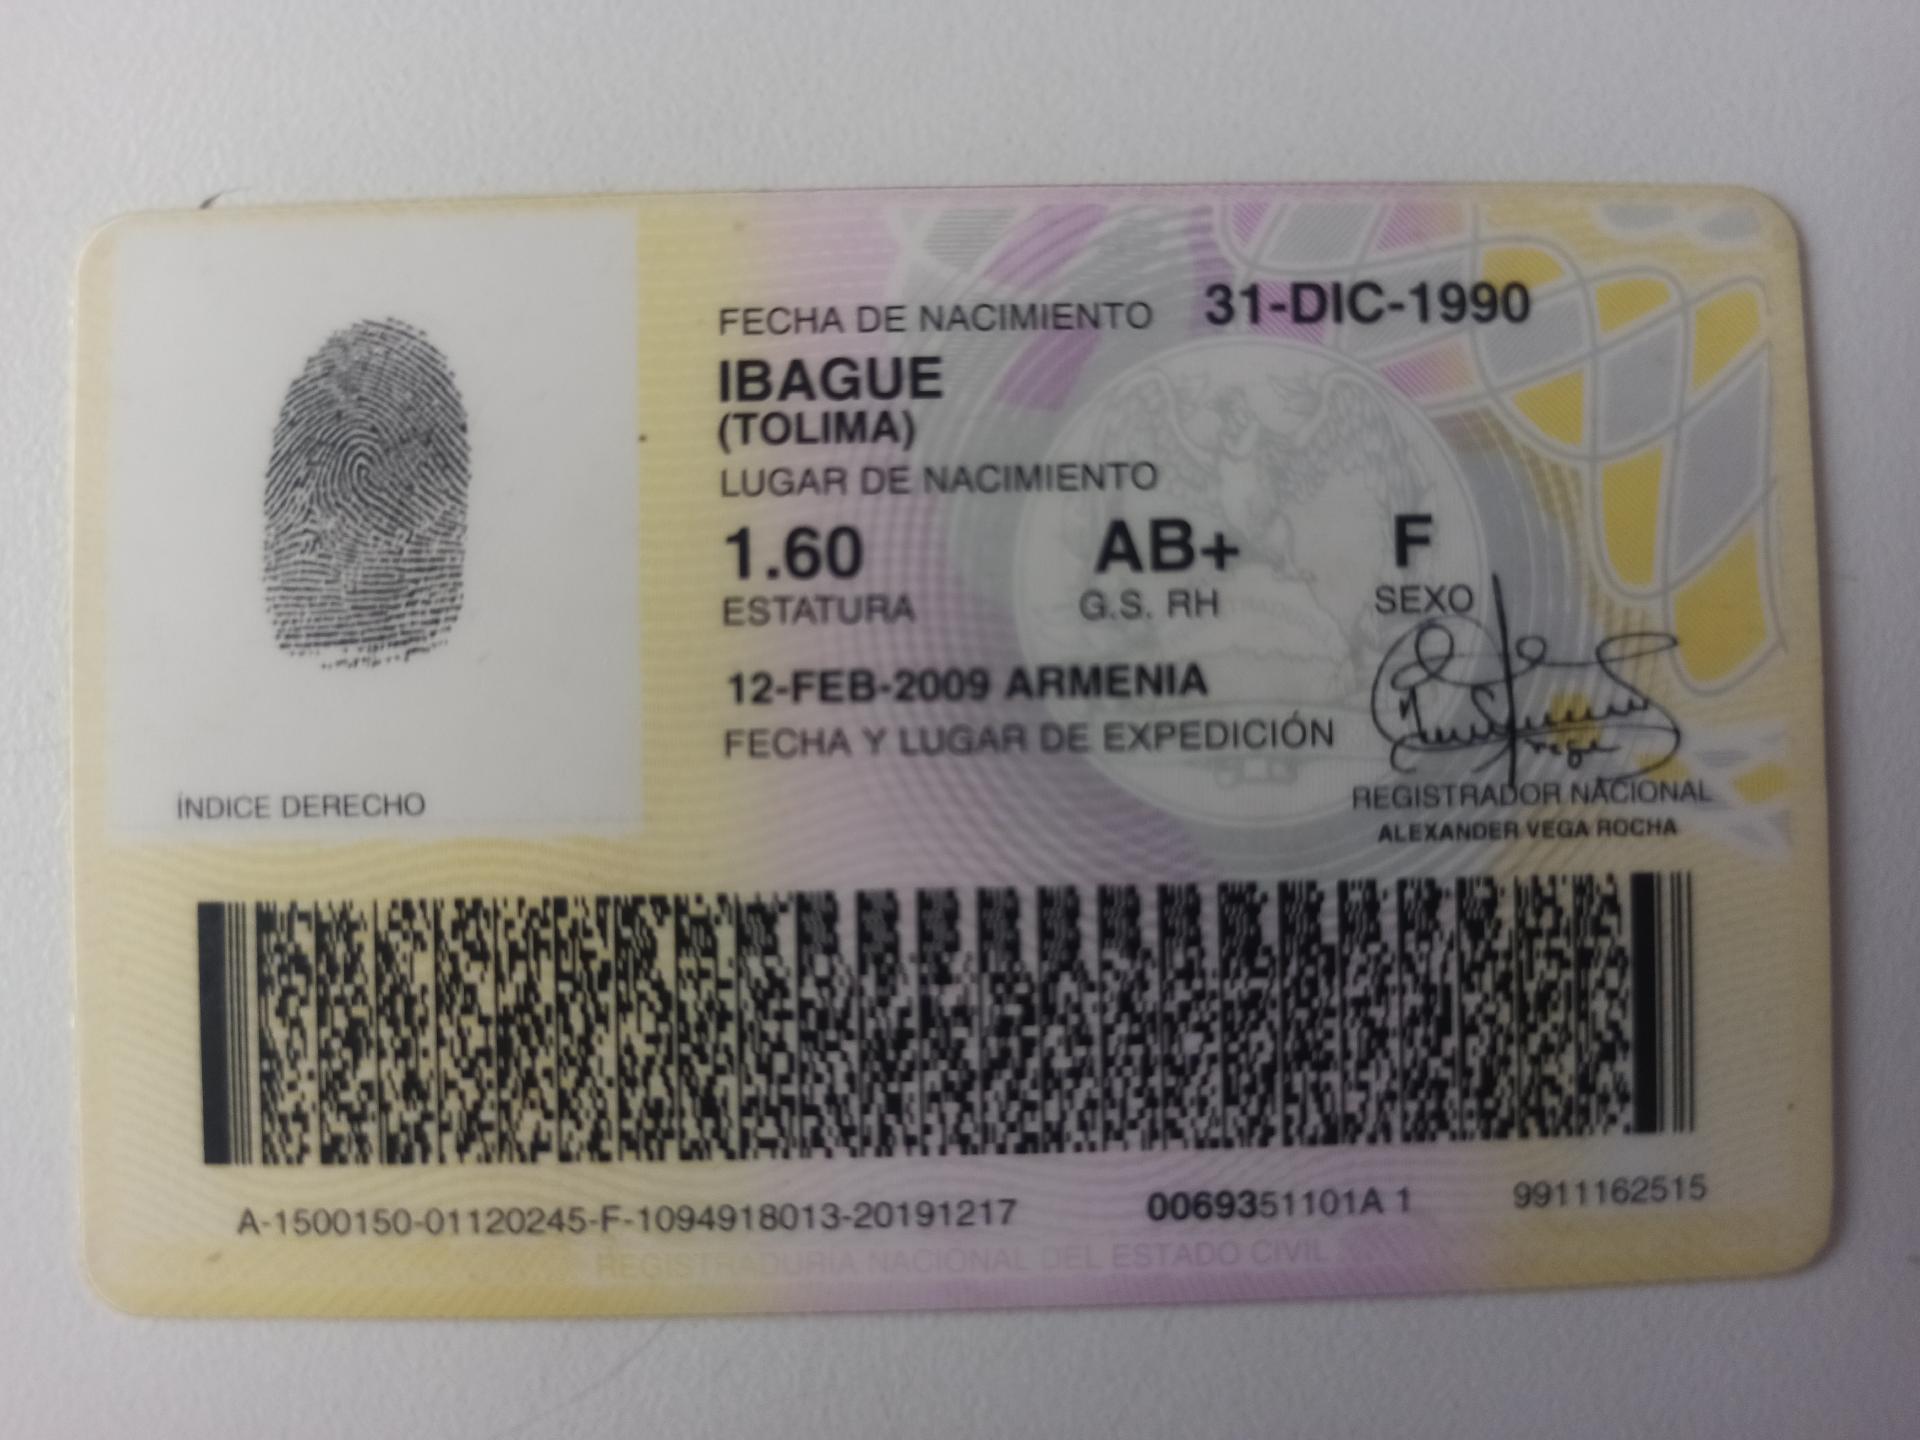 FECHA DE NACIMIENTO 31-DIC-1990
IBAGUE
(TOLIMA)
LUGAR DE NACIMIENTO
1.60 AB+ F
ESTATURA G.S. RH SEXO
12-FEB-2009 ARMENIA
FECHA Y LUGAR DE EXPEDICIÓN
REGISTRADOR NACIONAL
ALEXANDER VEGA ROCHA
ÍNDICE DERECHO
A-1500150-01120245-F-1094918013-20191217 0069351101A 1 9911162515
REGISTRADURIA NACIONAL DEL ESTADO CIVIL